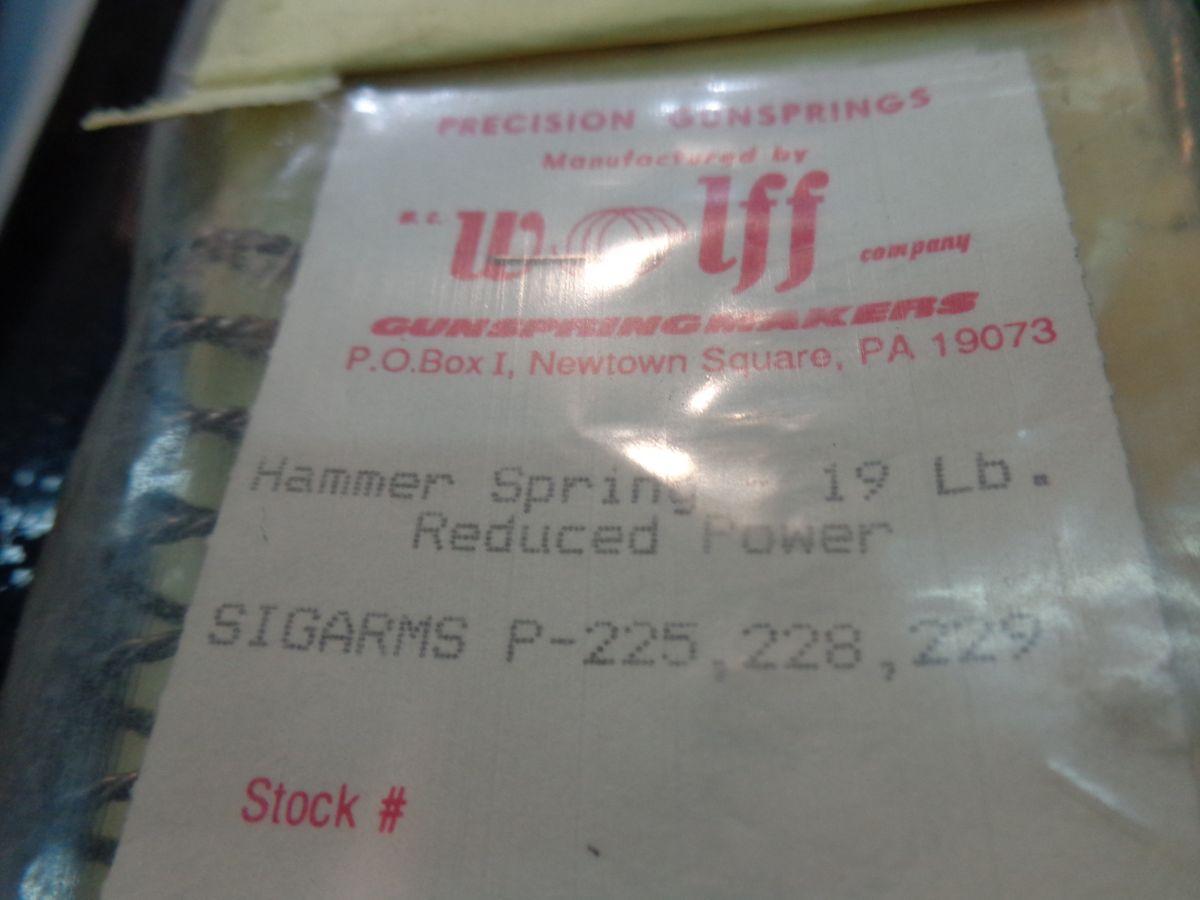 PRECISION GUNSPRINGS
Manufactured by
W.C. Wolff company
GUNSPRINGMAKERS
P.O.Box I, Newtown Square, PA 19073
Hammer Spring - 19 Lb.
Reduced Power
SIGARMS P-225,228,229
Stock #